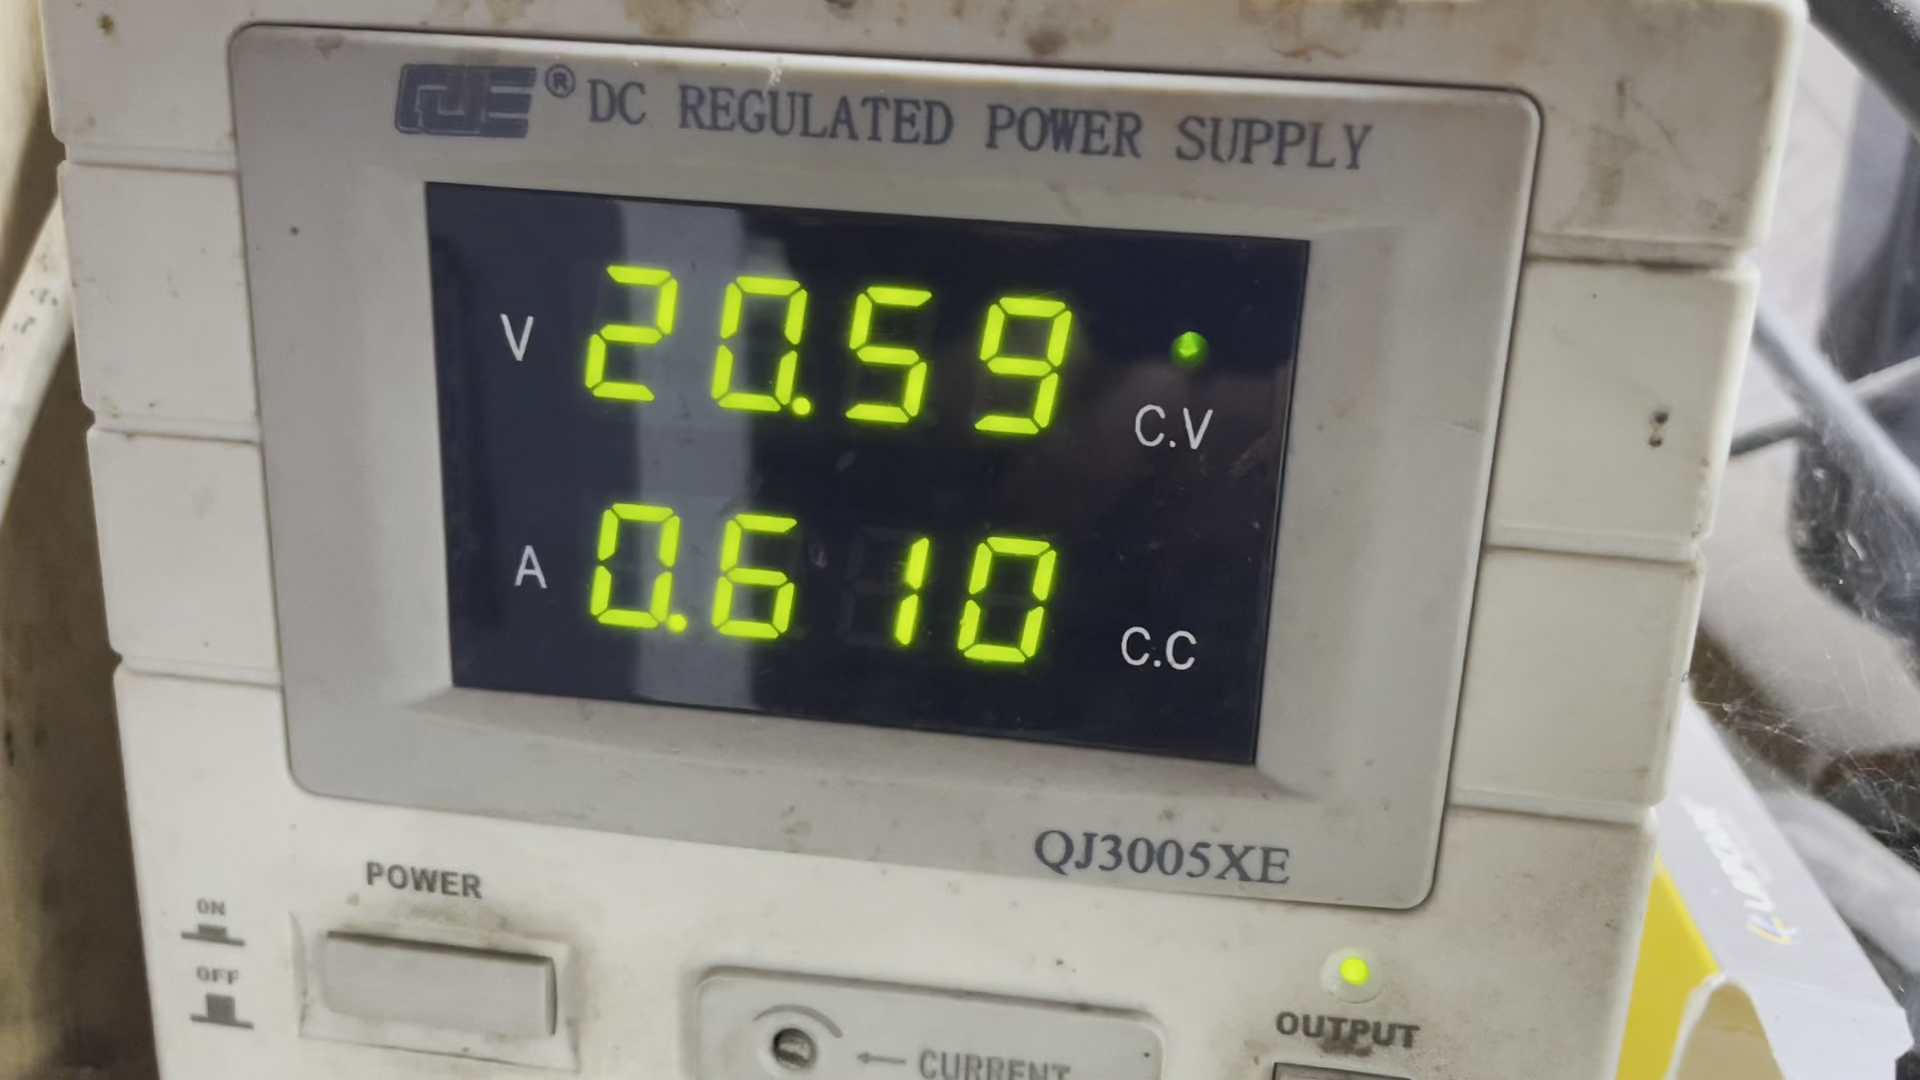 QJE® DC REGULATED POWER SUPPLY
V 20.59 C.V
A 0.610 C.C
QJ3005XE
POWER
ON
OFF
CURRENT
OUTPUT